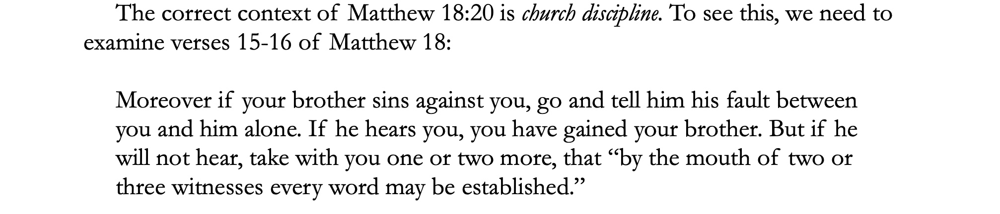 The correct context of Matthew 18:20 is church discipline. To see this, we need to
examine verses 15-16 of Matthew 18:
Moreover if your brother sins against you, go and tell him his fault between
you and him alone. If he hears you, you have gained your brother. But if he
will not hear, take with you one or two more, that “by the mouth of two or
three witnesses every word may be established.”